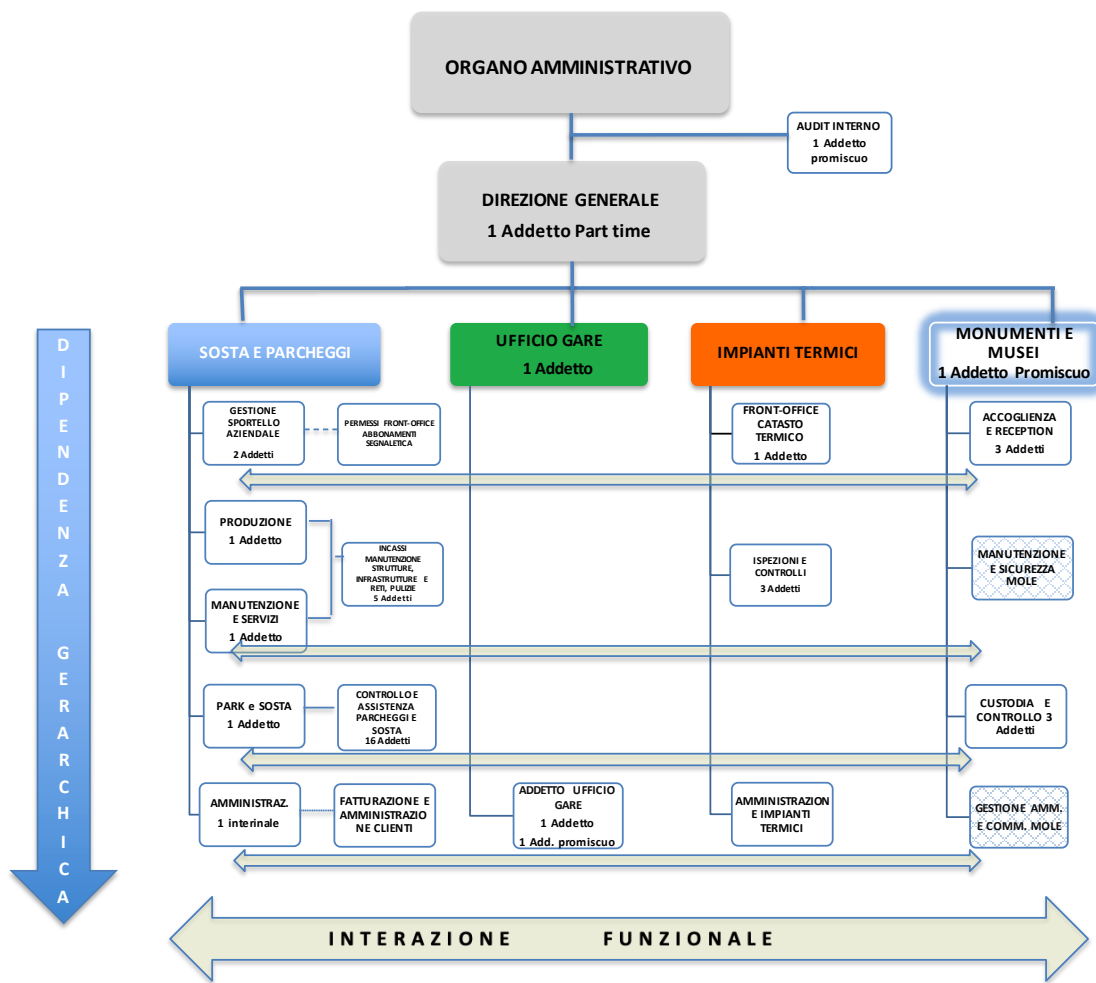 ORGANO AMMINISTRATIVO
AUDIT INTERNO
1 Addetto
promiscuo
DIREZIONE GENERALE
1 Addetto Part time
DIPENDENZA GERARCHICA
SOSTA E PARCHEGGI
UFFICIO GARE
1 Addetto
IMPIANTI TERMICI
MONUMENTI E
MUSEI
1 Addetto Promiscuo
GESTIONE
SPORTELLO
AZIENDALE
2 Addetti
PERMESSI FRONT-OFFICE
ABBONAMENTI
SEGNALETICA
FRONT-OFFICE
CATASTO
TERMICO
1 Addetto
ACCOGLIENZA
E RECEPTION
3 Addetti
PRODUZIONE
1 Addetto
INCASSI
MANUTENZIONE
STRUTTURE,
INFRASTRUTTURE E
RETI, PULIZIE
5 Addetti
ISPEZIONI E
CONTROLLI
3 Addetti
MANUTENZIONE
E SICUREZZA
MOLE
MANUTENZION
E E SERVIZI
1 Addetto
PARK e SOSTA
1 Addetto
CONTROLLO E
ASSISTENZA
PARCHEGGI E
SOSTA
16 Addetti
CUSTODIA E
CONTROLLO 3
Addetti
AMMINISTRAZ.
1 interinale
FATTURAZIONE E
AMMINISTRAZIO
NE CLIENTI
ADDETTO UFFICIO
GARE
1 Addetto
1 Add. promiscuo
AMMINISTRAZION
E IMPIANTI
TERMICI
GESTIONE AMM.
E COMM. MOLE
INTERAZIONE FUNZIONALE